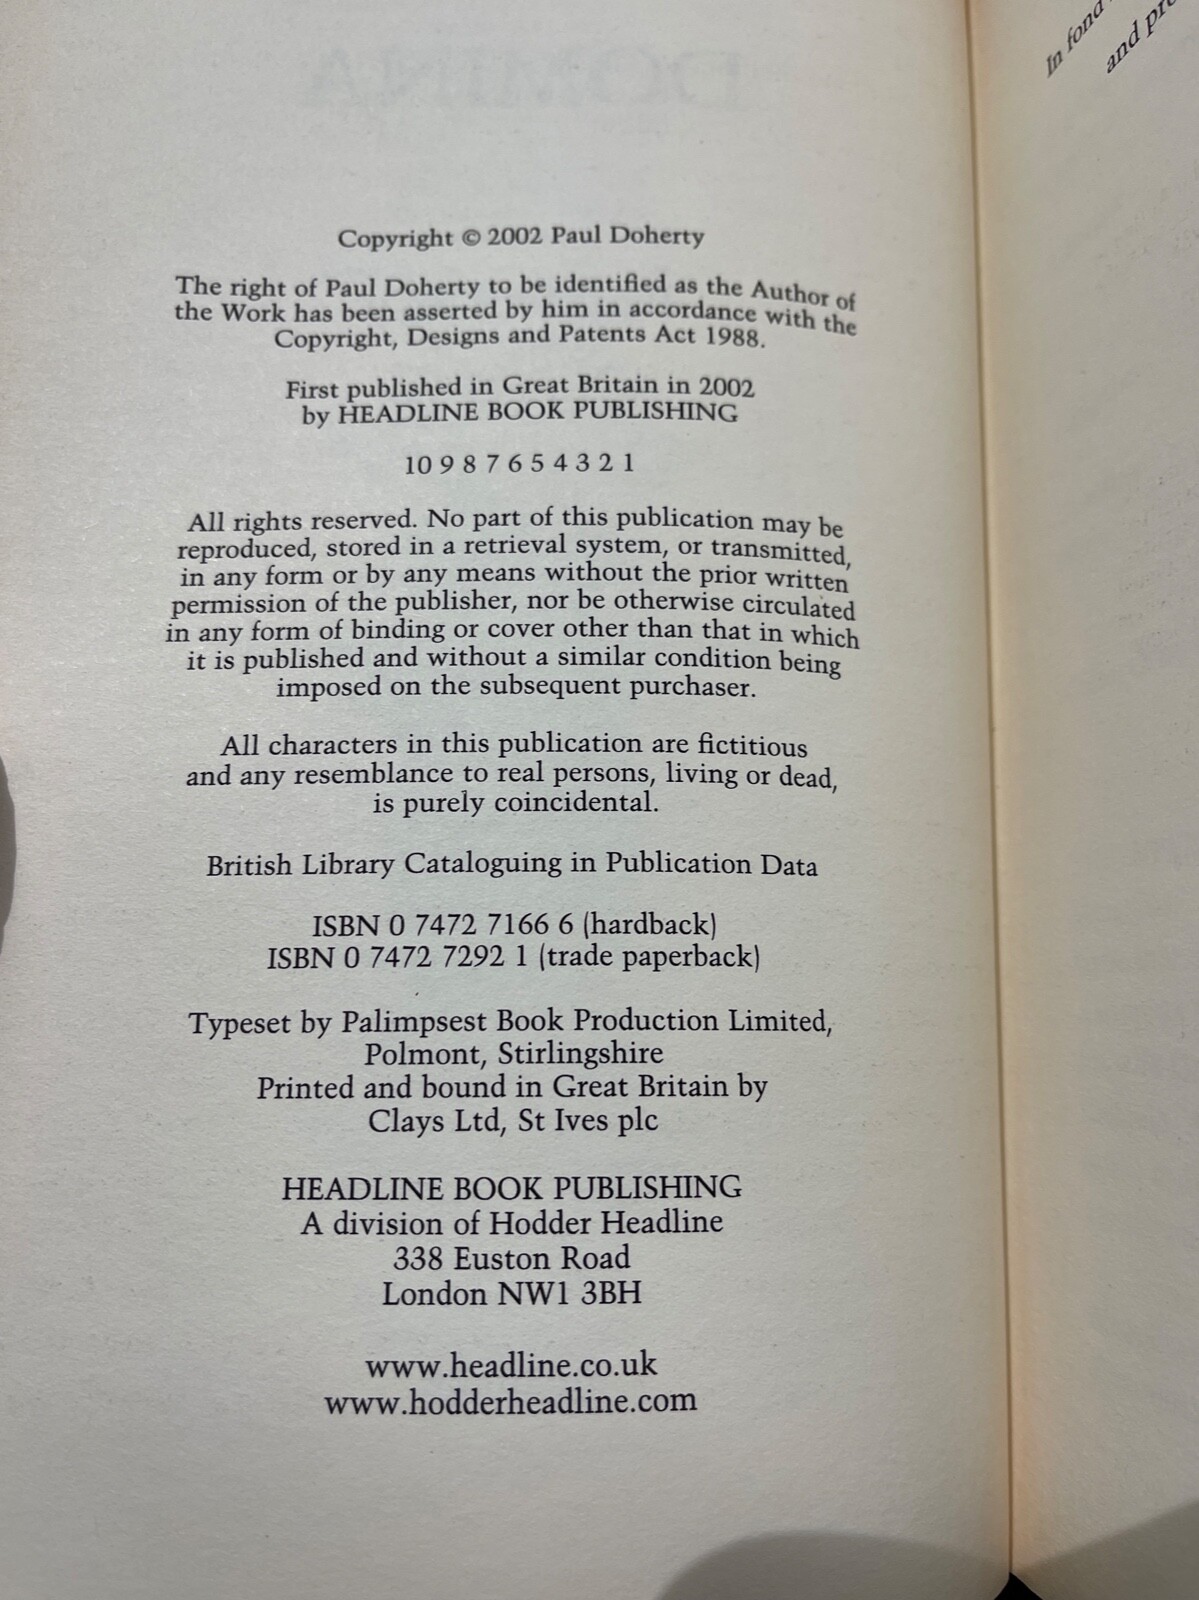 Copyright © 2002 Paul Doherty
The right of Paul Doherty to be identified as the Author of
the Work has been asserted by him in accordance with the
Copyright, Designs and Patents Act 1988.
First published in Great Britain in 2002
by HEADLINE BOOK PUBLISHING
10 9 8 7 6 5 4 3 2 1
All rights reserved. No part of this publication may be
reproduced, stored in a retrieval system, or transmitted,
in any form or by any means without the prior written
permission of the publisher, nor be otherwise circulated
in any form of binding or cover other than that in which
it is published and without a similar condition being
imposed on the subsequent purchaser.
All characters in this publication are fictitious
and any resemblance to real persons, living or dead,
is purely coincidental.
British Library Cataloguing in Publication Data
ISBN 0 7472 7166 6 (hardback)
ISBN 0 7472 7292 1 (trade paperback)
Typeset by Palimpsest Book Production Limited,
Polmont, Stirlingshire
Printed and bound in Great Britain by
Clays Ltd, St Ives plc
HEADLINE BOOK PUBLISHING
A division of Hodder Headline
338 Euston Road
London NW1 3BH
www.headline.co.uk
www.hodderheadline.com
In fond
and